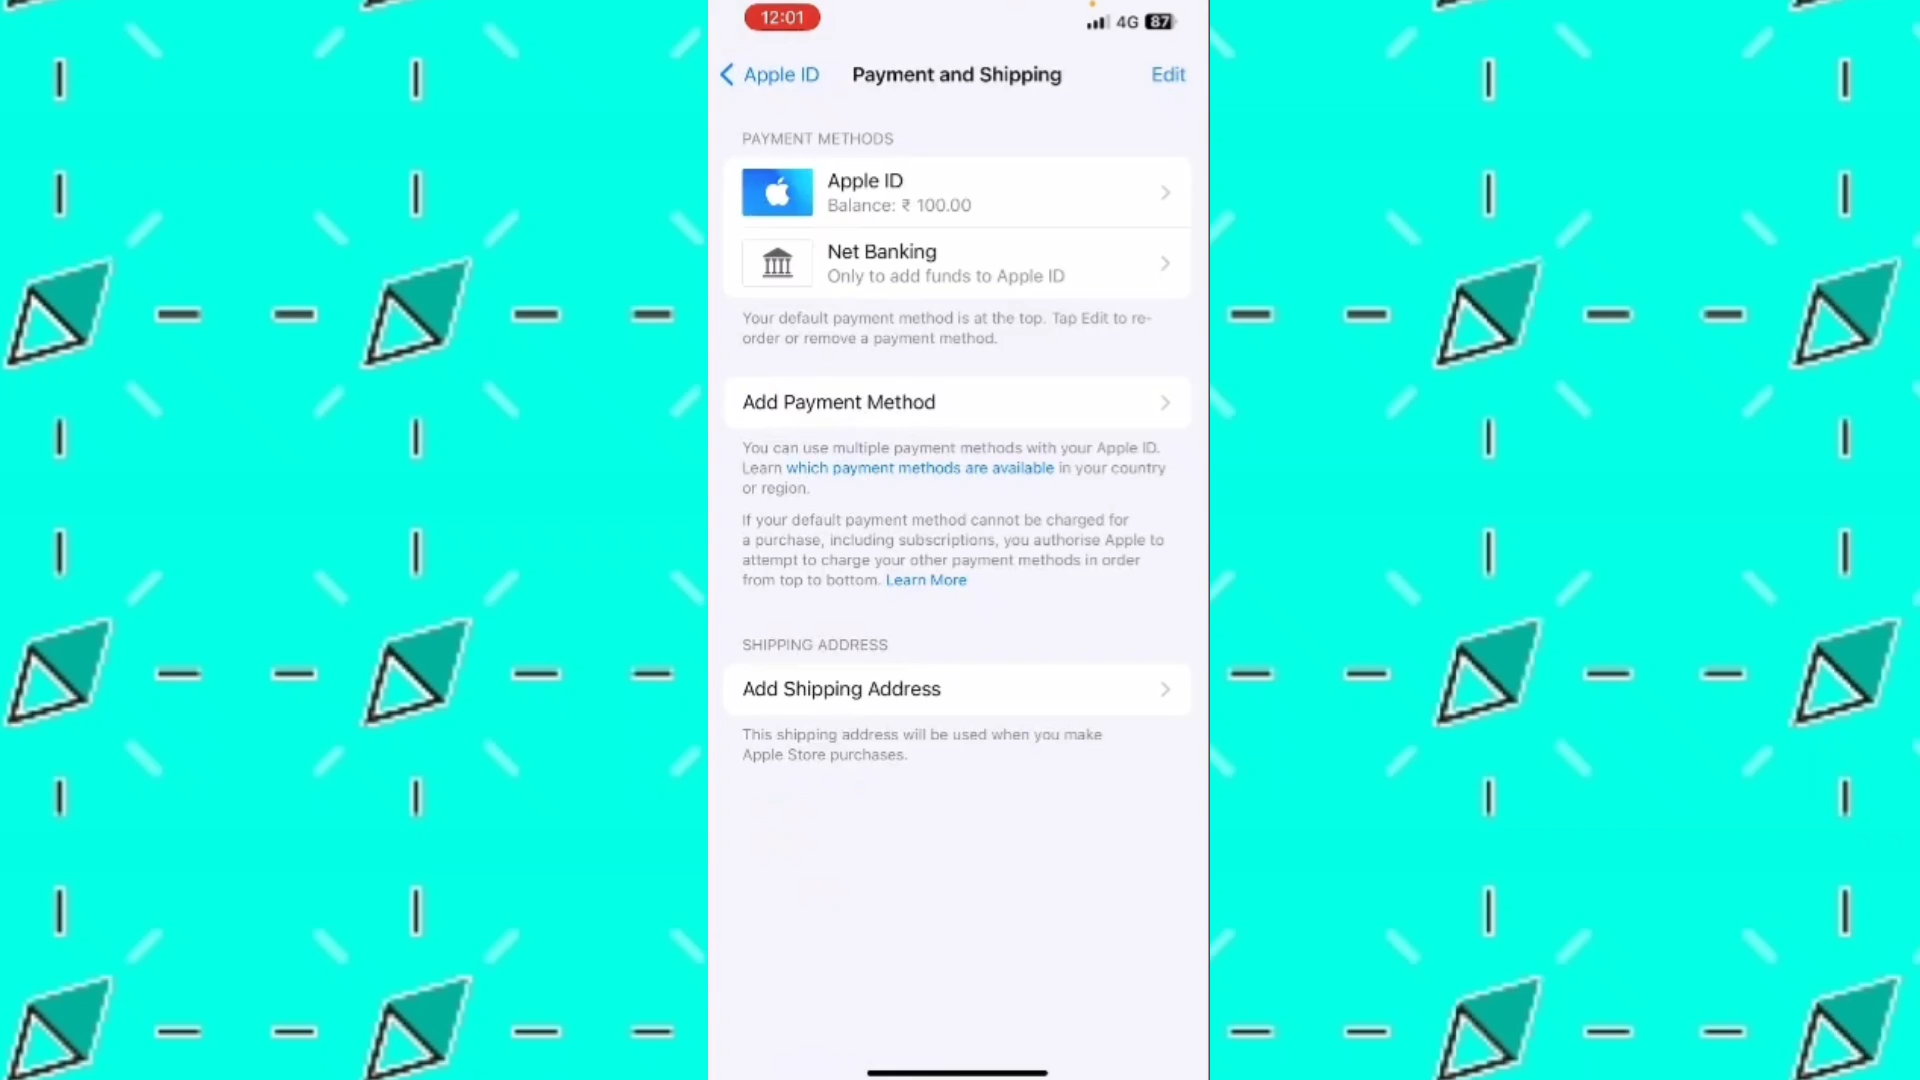 12:01
4G 87
Apple ID
Payment and Shipping
Edit
PAYMENT METHODS
Apple ID
Balance: ₹ 100.00
Net Banking
Only to add funds to Apple ID
Your default payment method is at the top. Tap Edit to re-
order or remove a payment method.
Add Payment Method
You can use multiple payment methods with your Apple ID.
Learn which payment methods are available in your country
or region.
If your default payment method cannot be charged for
a purchase, including subscriptions, you authorise Apple to
attempt to charge your other payment methods in order
from top to bottom. Learn More
SHIPPING ADDRESS
Add Shipping Address
This shipping address will be used when you make
Apple Store purchases.